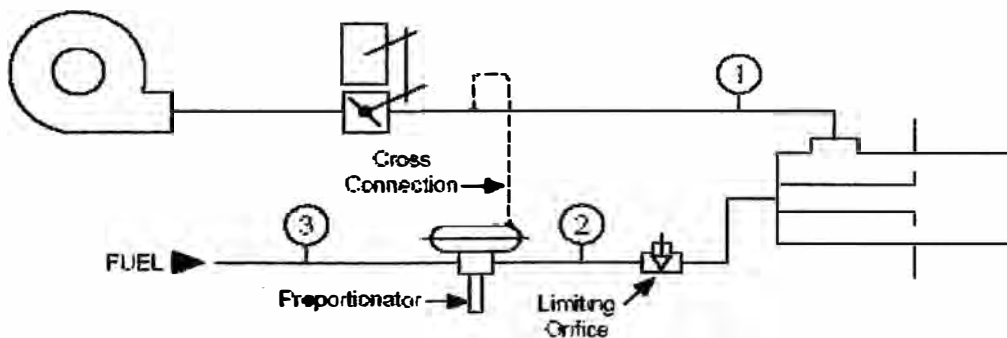 1
Cross
Connection
3
2
FUEL
Proportionator
Limiting
Orifice